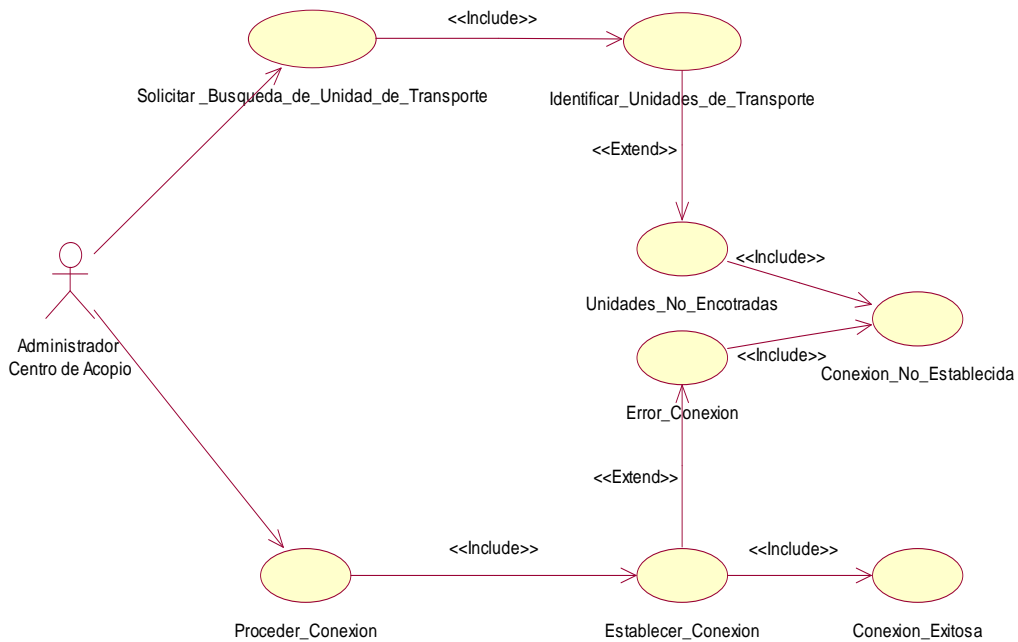 <<Include>>
Solicitar _Busqueda_de_Unidad_de_Transporte
Identificar_Unidades_de_Transporte
<<Extend>>
<<Include>>
Unidades_No_Encotradas
Administrador
Centro de Acopio
<<Include>>
Conexion_No_Establecida
Error_Conexion
<<Extend>>
<<Include>>
<<Include>>
Proceder_Conexion
Establecer_Conexion
Conexion_Exitosa